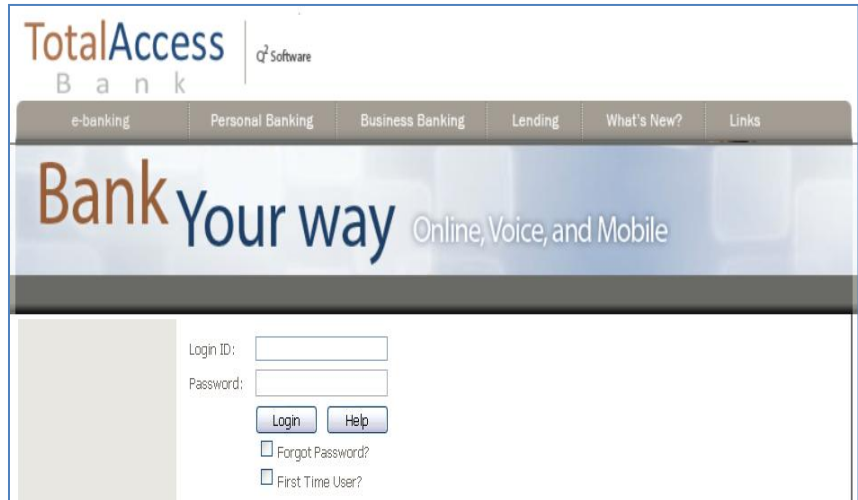 TotalAccess
Bank
Q² Software
e-banking Personal Banking Business Banking Lending What's New? Links
Bank Your way Online, Voice, and Mobile
Login ID:
Password:
Login Help
Forgot Password?
First Time User?